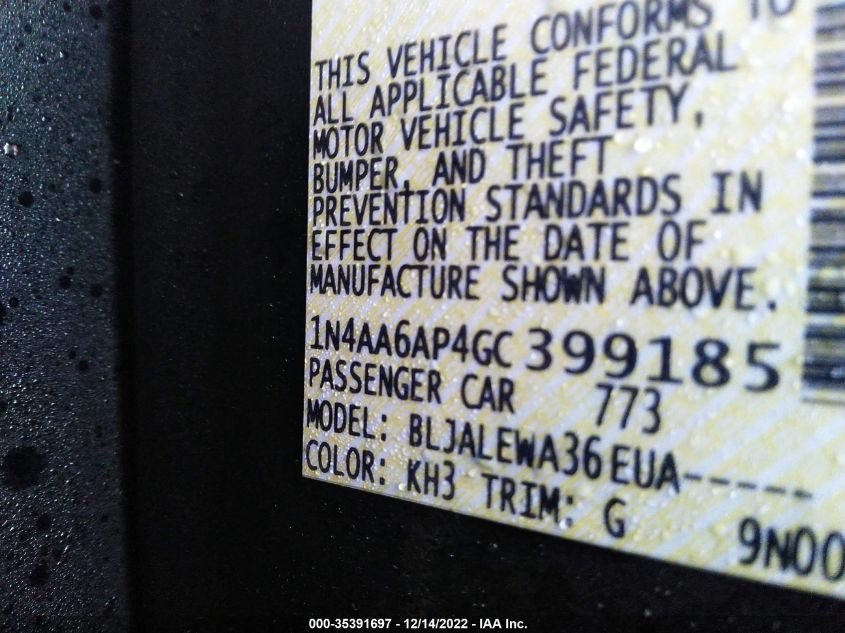 THIS VEHICLE CONFORMS TO
ALL APPLICABLE FEDERAL
MOTOR VEHICLE SAFETY,
BUMPER, AND THEFT
PREVENTION STANDARDS IN
EFFECT ON THE DATE OF
MANUFACTURE SHOWN ABOVE.
1N4AA6AP4GC399185
PASSENGER CAR 773
MODEL: BLJALEWA36EUA-----
COLOR: KH3 TRIM: G
9N00
000-35391697 - 12/14/2022 - IAA Inc.